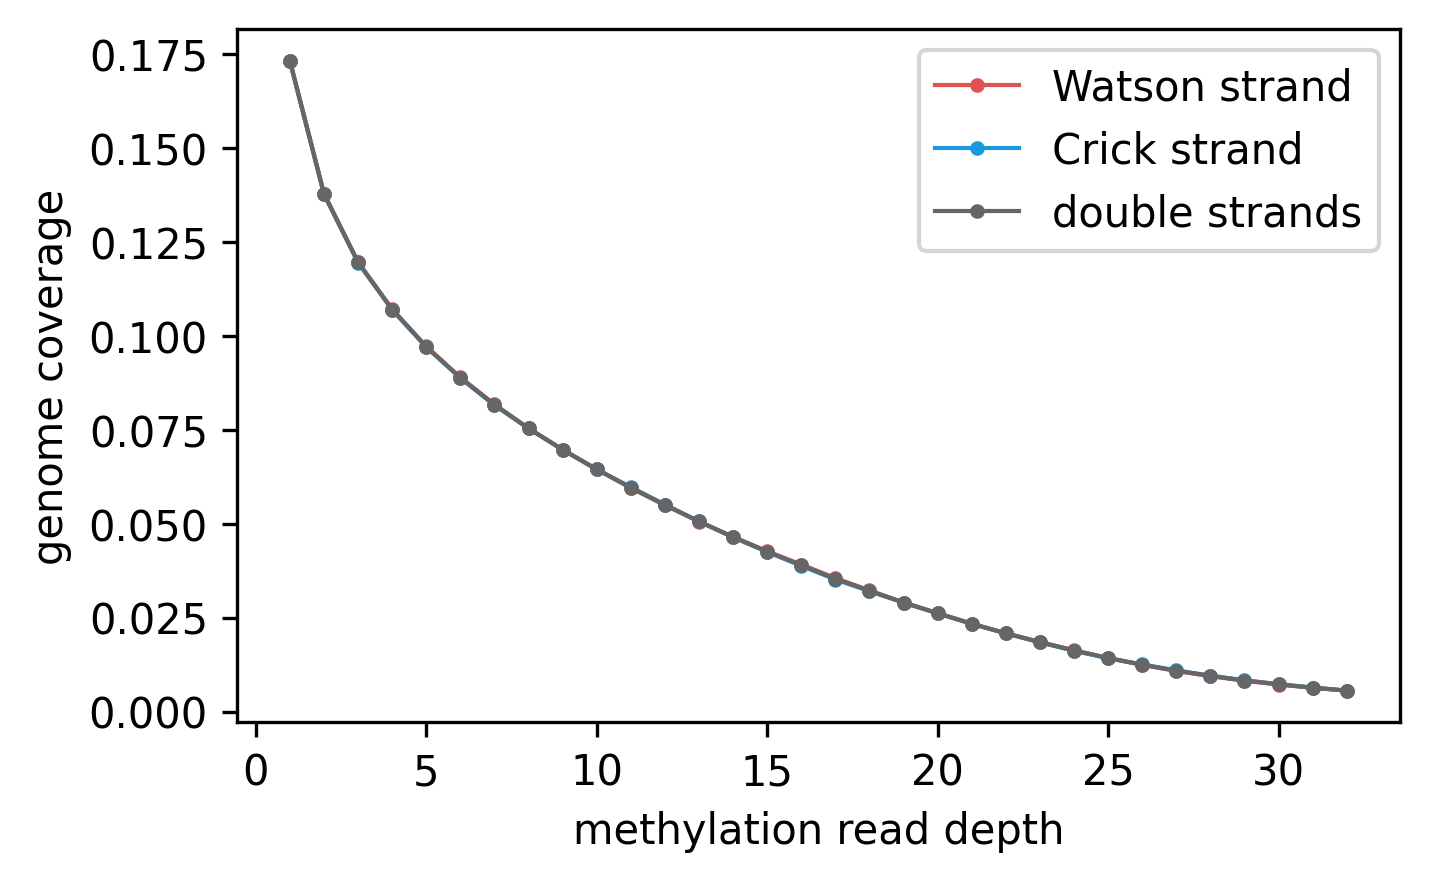 0.175
0.150
0.125
0.100
0.075
0.050
0.025
0.000
genome coverage
Watson strand
Crick strand
double strands
0 5 10 15 20 25 30
methylation read depth